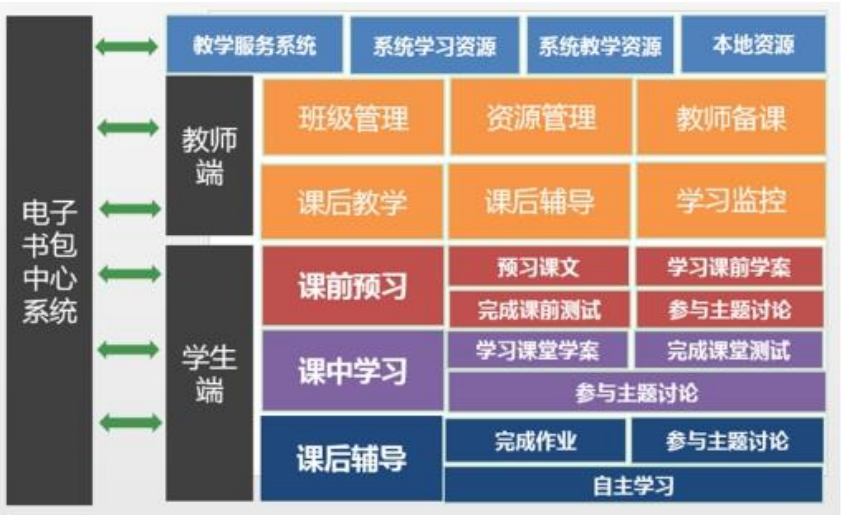 电子
书包
中心
系统
教学服务系统
系统学习资源
系统教学资源
本地资源
教师
端
班级管理
资源管理
教师备课
课后教学
课后辅导
学习监控
学生
端
课前预习
预习课文
学习课前学案
完成课前测试
参与主题讨论
课中学习
学习课堂学案
完成课堂测试
参与主题讨论
课后辅导
完成作业
参与主题讨论
自主学习